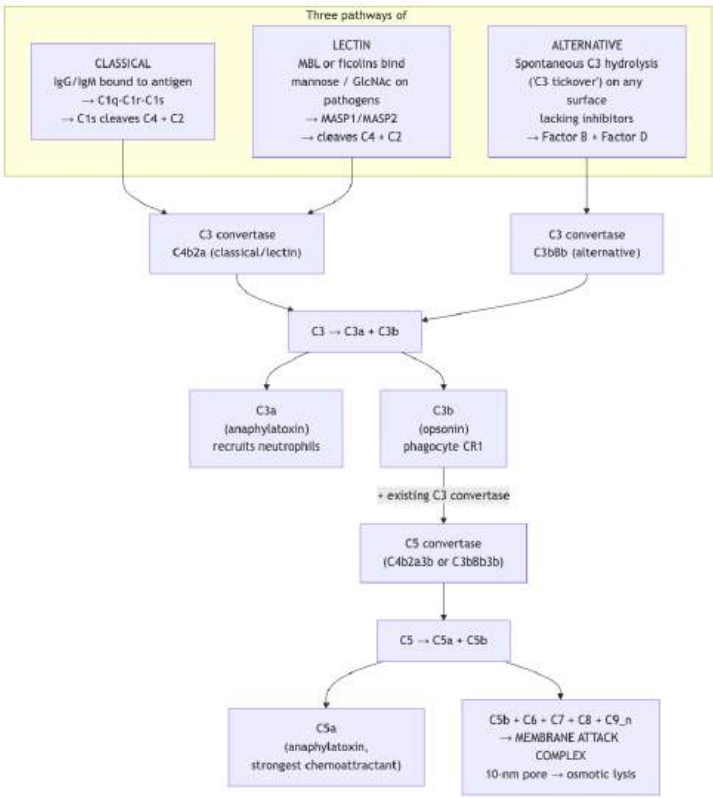 Three pathways of
CLASSICAL
IgG/IgM bound to antigen
→ C1q-C1r-C1s
→ C1s cleaves C4 + C2
LECTIN
MBL or ficolins bind
mannose / GlcNAc on
pathogens
→ MASP1/MASP2
→ cleaves C4 + C2
ALTERNATIVE
Spontaneous C3 hydrolysis
('C3 tickover') on any
surface
lacking inhibitors
→ Factor B + Factor D
C3 convertase
C4b2a (classical/lectin)
C3 convertase
C3bBb (alternative)
C3 → C3a + C3b
C3a
(anaphylatoxin)
recruits neutrophils
C3b
(opsonin)
phagocyte CR1
+ existing C3 convertase
C5 convertase
(C4b2a3b or C3bBb3b)
C5 → C5a + C5b
C5a
(anaphylatoxin,
strongest chemoattractant)
C5b + C6 + C7 + C8 + C9_n
→ MEMBRANE ATTACK
COMPLEX
10-nm pore → osmotic lysis